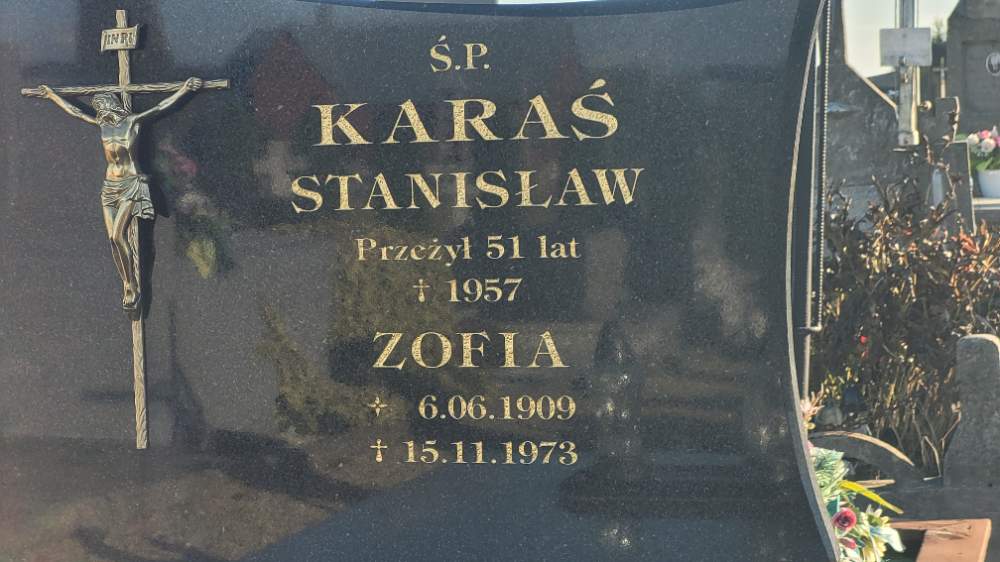 INRI
Ś.P.
KARAŚ
STANISŁAW
Przeżył 51 lat
† 1957
ZOFIA
✶ 6.06.1909
† 15.11.1973